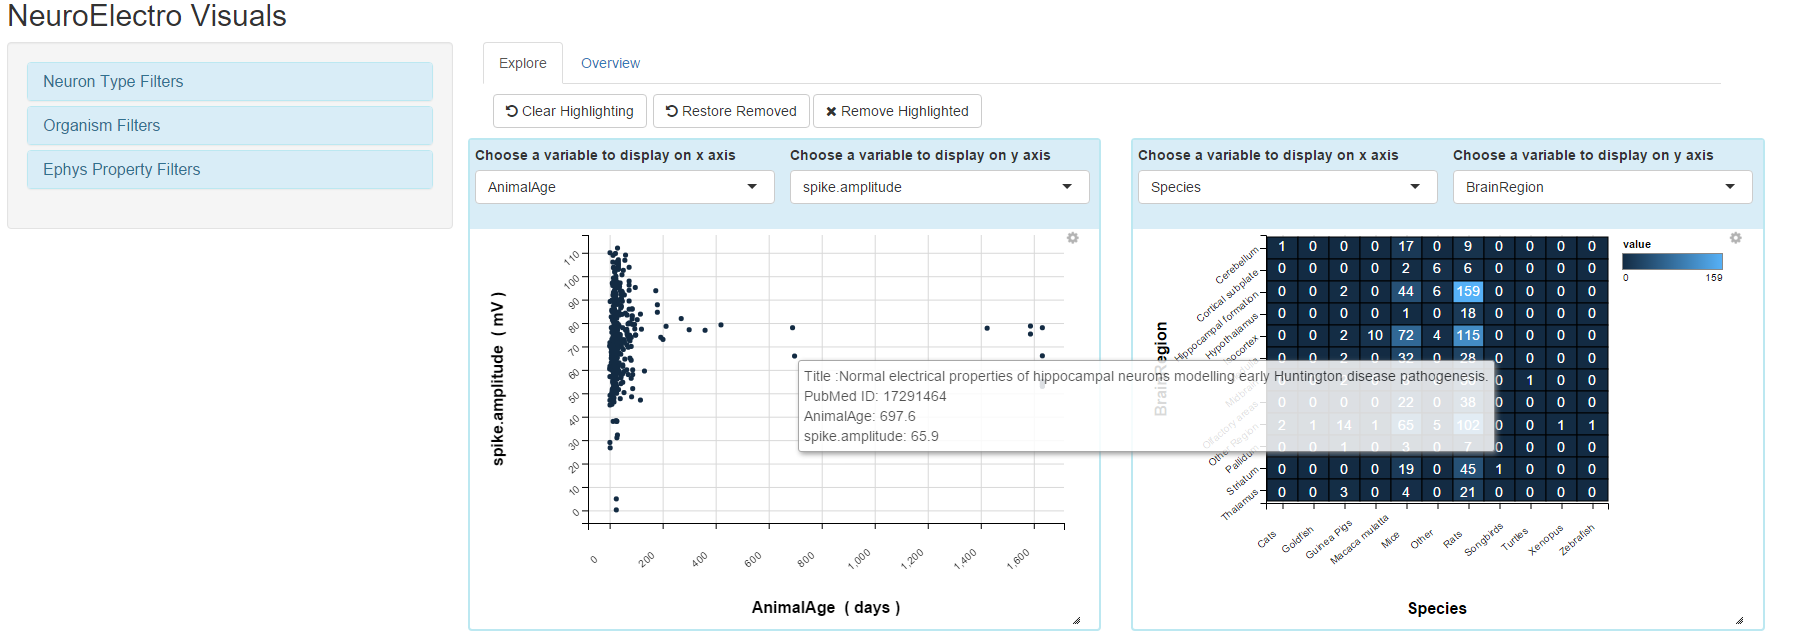 NeuroElectro Visuals
Neuron Type Filters
Organism Filters
Ephys Property Filters
Explore
Overview
Clear Highlighting
Restore Removed
Remove Highlighted
Choose a variable to display on x axis
Choose a variable to display on y axis
AnimalAge
spike.amplitude
spike.amplitude ( mV )
110
100
90
80
70
60
50
40
30
20
10
0
0 200 400 600 800 1,000 1,200 1,400 1,600
AnimalAge ( days )
Title :Normal electrical properties of hippocampal neurons modelling early Huntington disease pathogenesis.
PubMed ID: 17291464
AnimalAge: 697.6
spike.amplitude: 65.9
Choose a variable to display on x axis
Choose a variable to display on y axis
Species
BrainRegion
value
0 159
BrainRegion
Cerebellum 1 0 0 0 17 0 9 0 0 0 0
Cortical subplate 0 0 0 0 2 6 6 0 0 0 0
Hippocampal formation 0 0 2 0 44 6 159 0 0 0 0
Hypothalamus 0 0 0 0 1 0 18 0 0 0 0
0 0 2 10 72 4 115 0 0 0 0
0 0 2 0 32 0 28 0 0 0 0
0 1 0 0
Olfactory areas 0 0 0 0 22 0 38 0 0 0 0
Other Region 2 1 14 1 65 5 102 0 0 1 1
Pallidum 0 0 1 0 3 0 7 0 0 0 0
Striatum 0 0 0 0 19 0 45 1 0 0 0
Thalamus 0 0 3 0 4 0 21 0 0 0 0
Cats Goldfish Guinea Pigs Macaca mulatta Mice Other Rats Songbirds Turtles Xenopus Zebrafish
Species